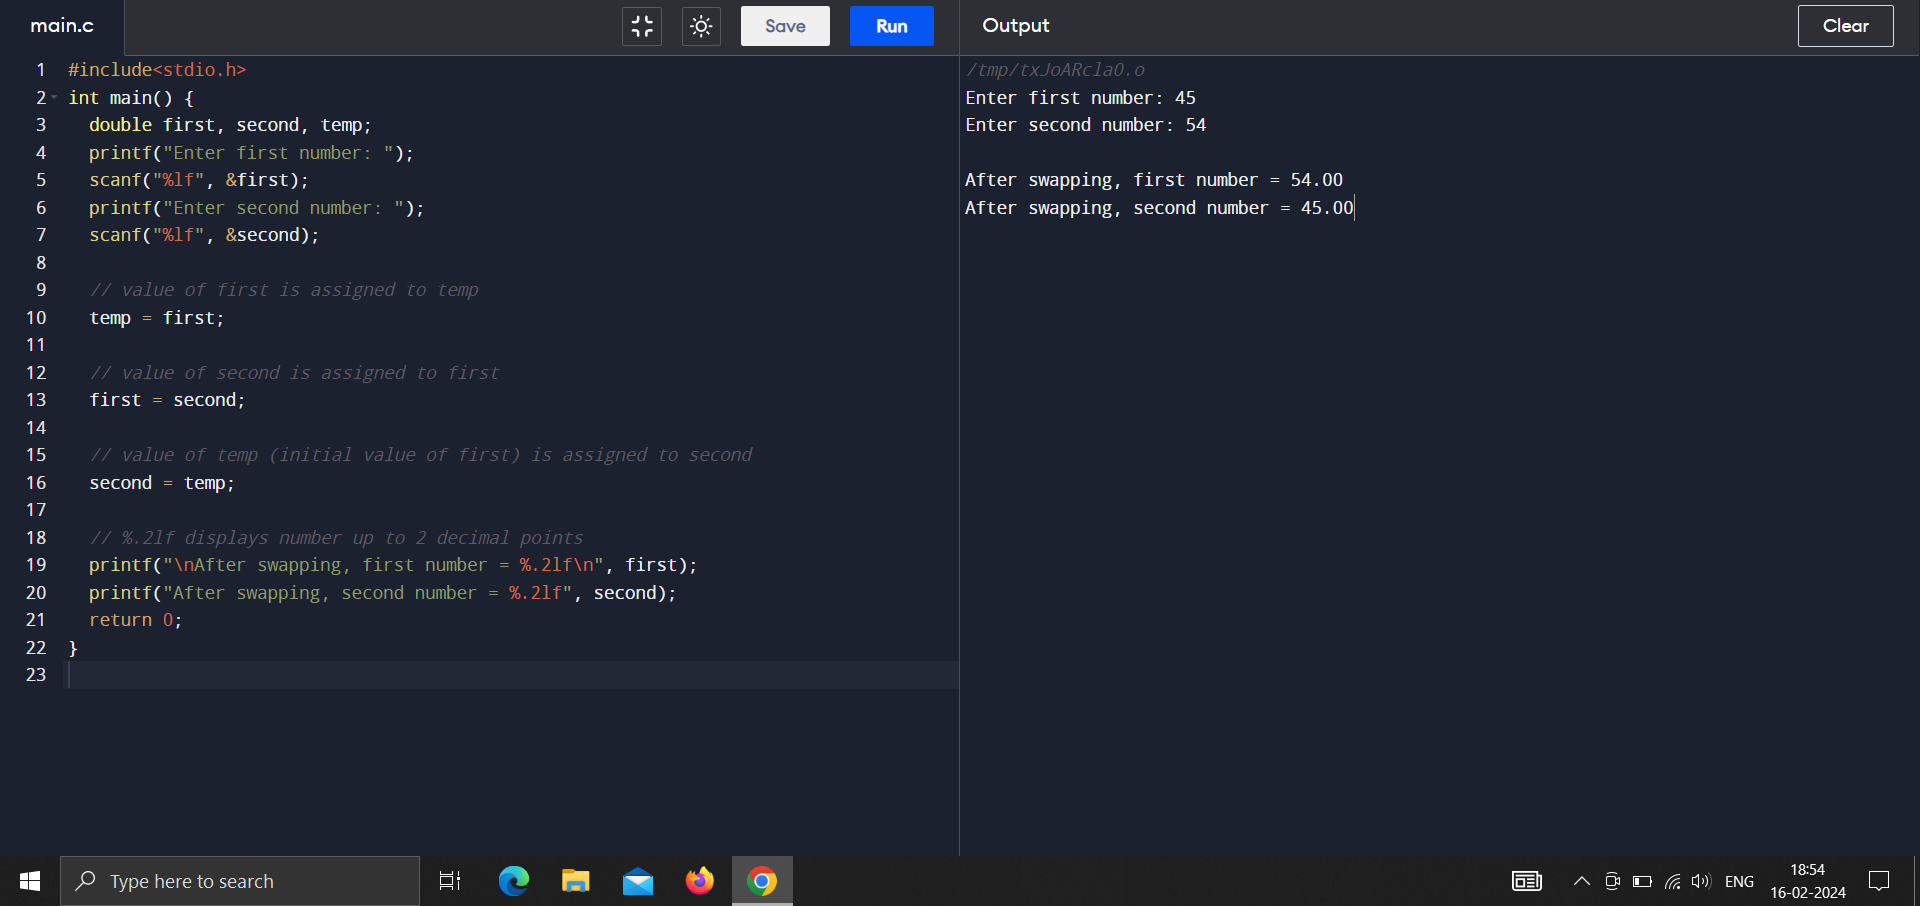 main.c
Save
Run
Output
Clear
1 #include<stdio.h>
2 int main() {
3   double first, second, temp;
4   printf("Enter first number: ");
5   scanf("%lf", &first);
6   printf("Enter second number: ");
7   scanf("%lf", &second);
8
9   // value of first is assigned to temp
10   temp = first;
11
12   // value of second is assigned to first
13   first = second;
14
15   // value of temp (initial value of first) is assigned to second
16   second = temp;
17
18   // %.2lf displays number up to 2 decimal points
19   printf("\nAfter swapping, first number = %.2lf\n", first);
20   printf("After swapping, second number = %.2lf", second);
21   return 0;
22 }
23
/tmp/txJoARclaO.o
Enter first number: 45
Enter second number: 54

After swapping, first number = 54.00
After swapping, second number = 45.00
Type here to search
ENG
18:54
16-02-2024